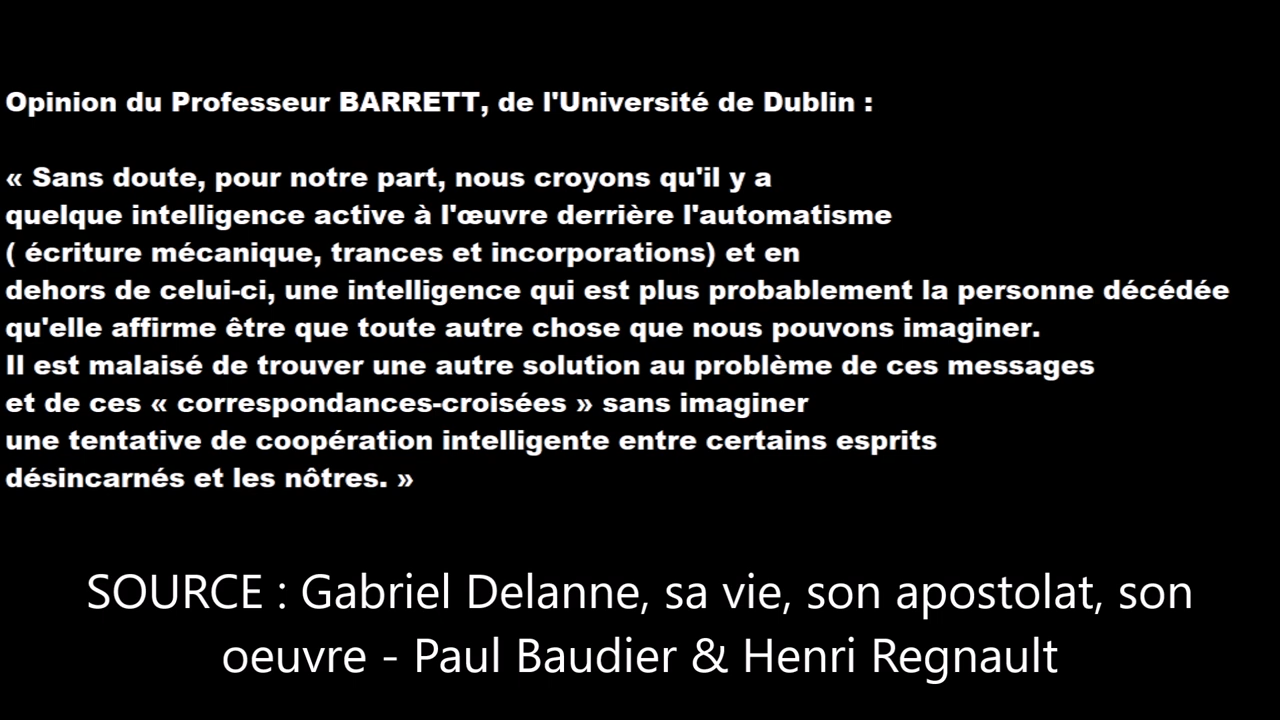 Opinion du Professeur BARRETT, de l'Université de Dublin :
« Sans doute, pour notre part, nous croyons qu'il y a
quelque intelligence active à l'œuvre derrière l'automatisme
( écriture mécanique, trances et incorporations) et en
dehors de celui-ci, une intelligence qui est plus probablement la personne décédée
qu'elle affirme être que toute autre chose que nous pouvons imaginer.
Il est malaisé de trouver une autre solution au problème de ces messages
et de ces « correspondances-croisées » sans imaginer
une tentative de coopération intelligente entre certains esprits
désincarnés et les nôtres. »
SOURCE : Gabriel Delanne, sa vie, son apostolat, son
oeuvre - Paul Baudier & Henri Regnault